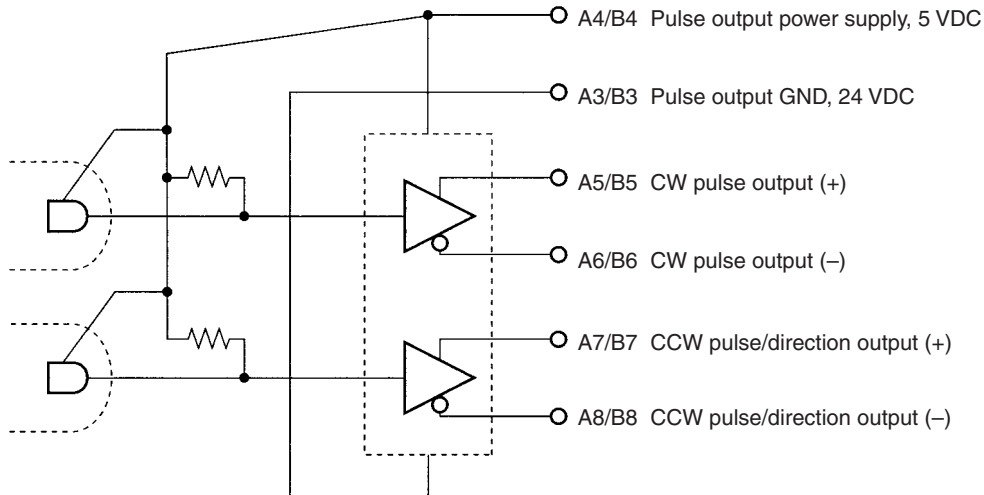 A4/B4 Pulse output power supply, 5 VDC
A3/B3 Pulse output GND, 24 VDC
A5/B5 CW pulse output (+)
A6/B6 CW pulse output (–)
A7/B7 CCW pulse/direction output (+)
A8/B8 CCW pulse/direction output (–)